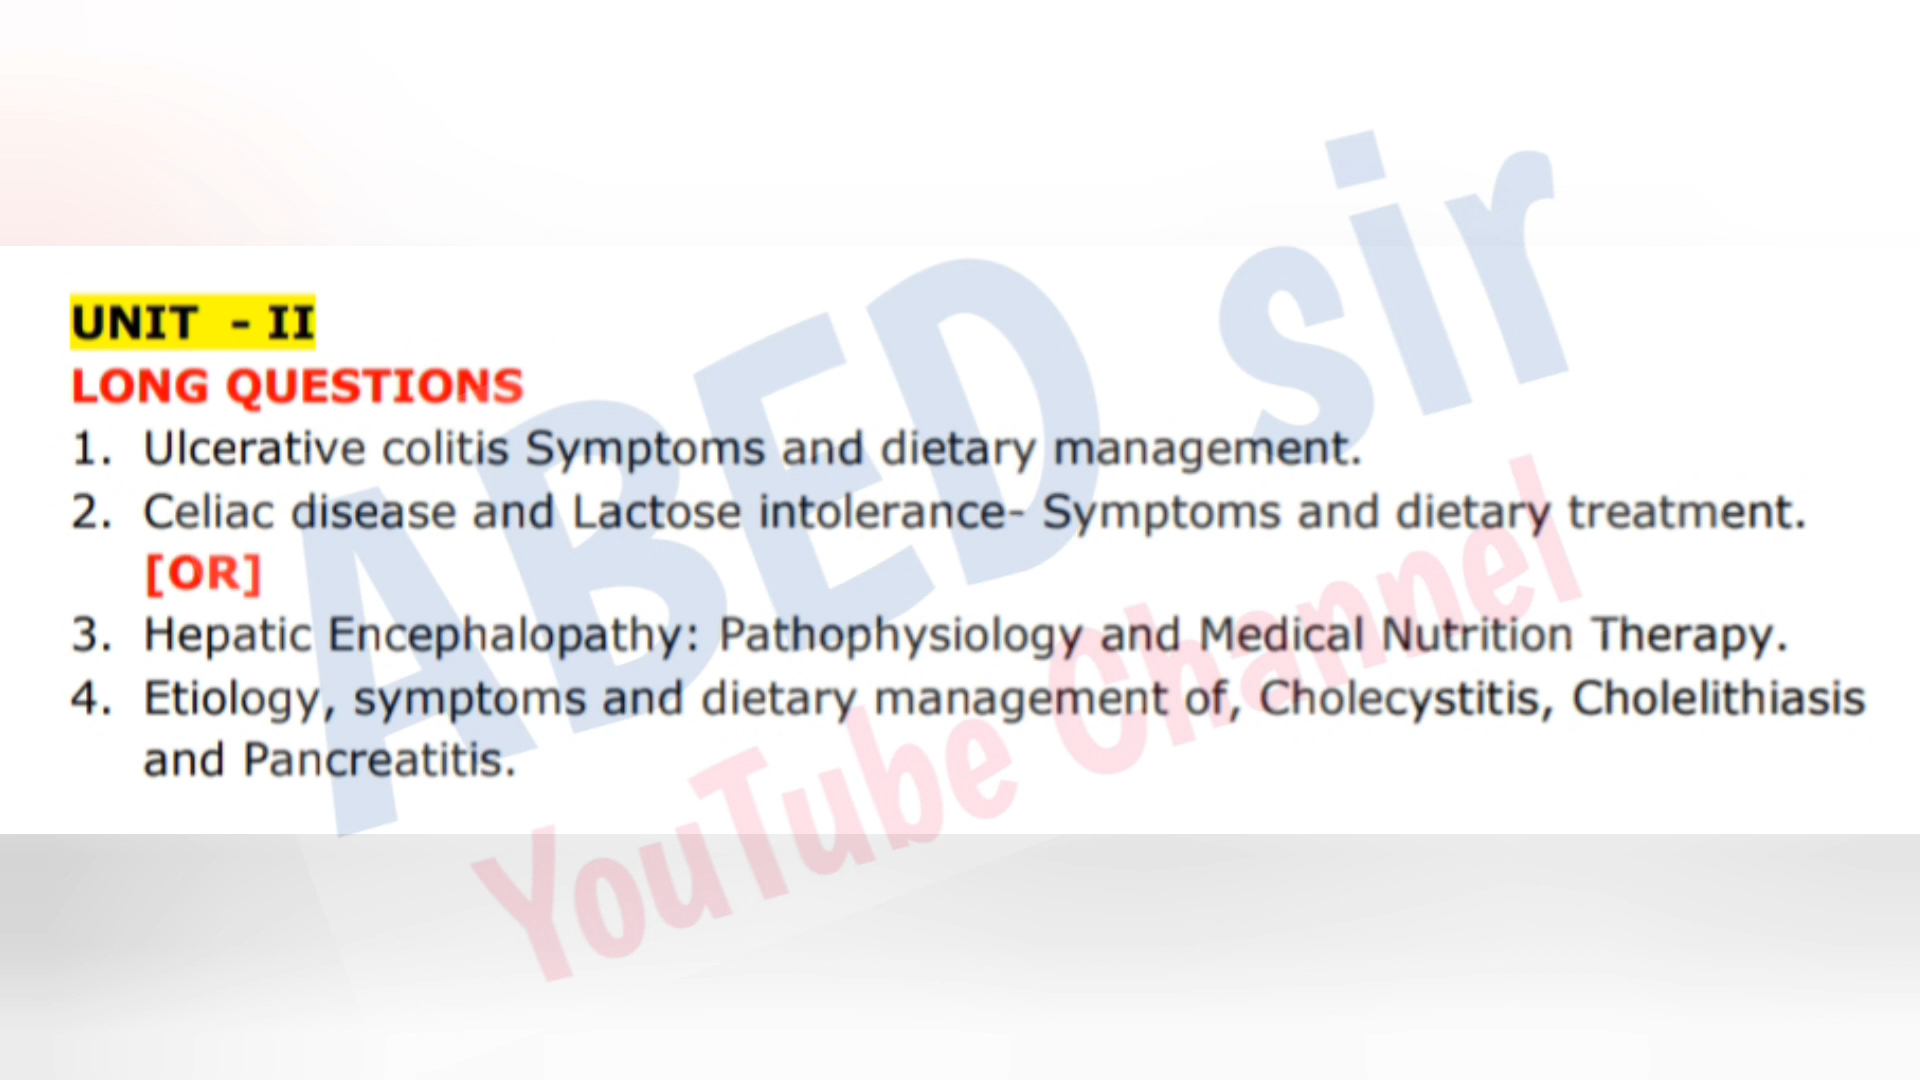 UNIT - II
LONG QUESTIONS
1. Ulcerative colitis Symptoms and dietary management.
2. Celiac disease and Lactose intolerance- Symptoms and dietary treatment.
[OR]
3. Hepatic Encephalopathy: Pathophysiology and Medical Nutrition Therapy.
4. Etiology, symptoms and dietary management of, Cholecystitis, Cholelithiasis
and Pancreatitis.
ABED sir
YouTube Channel